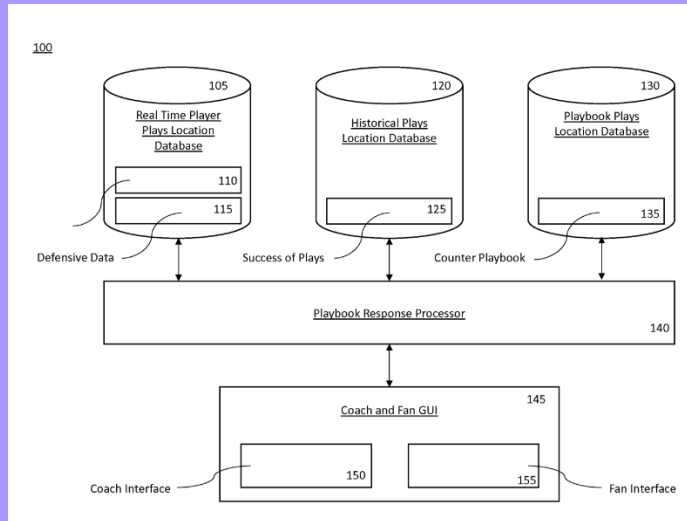 100
105
Real Time Player
Plays Location
Database
110
115
120
Historical Plays
Location Database
125
130
Playbook Plays
Location Database
135
Defensive Data
Success of Plays
Counter Playbook
Playbook Response Processor
140
145
Coach and Fan GUI
150
155
Coach Interface
Fan Interface